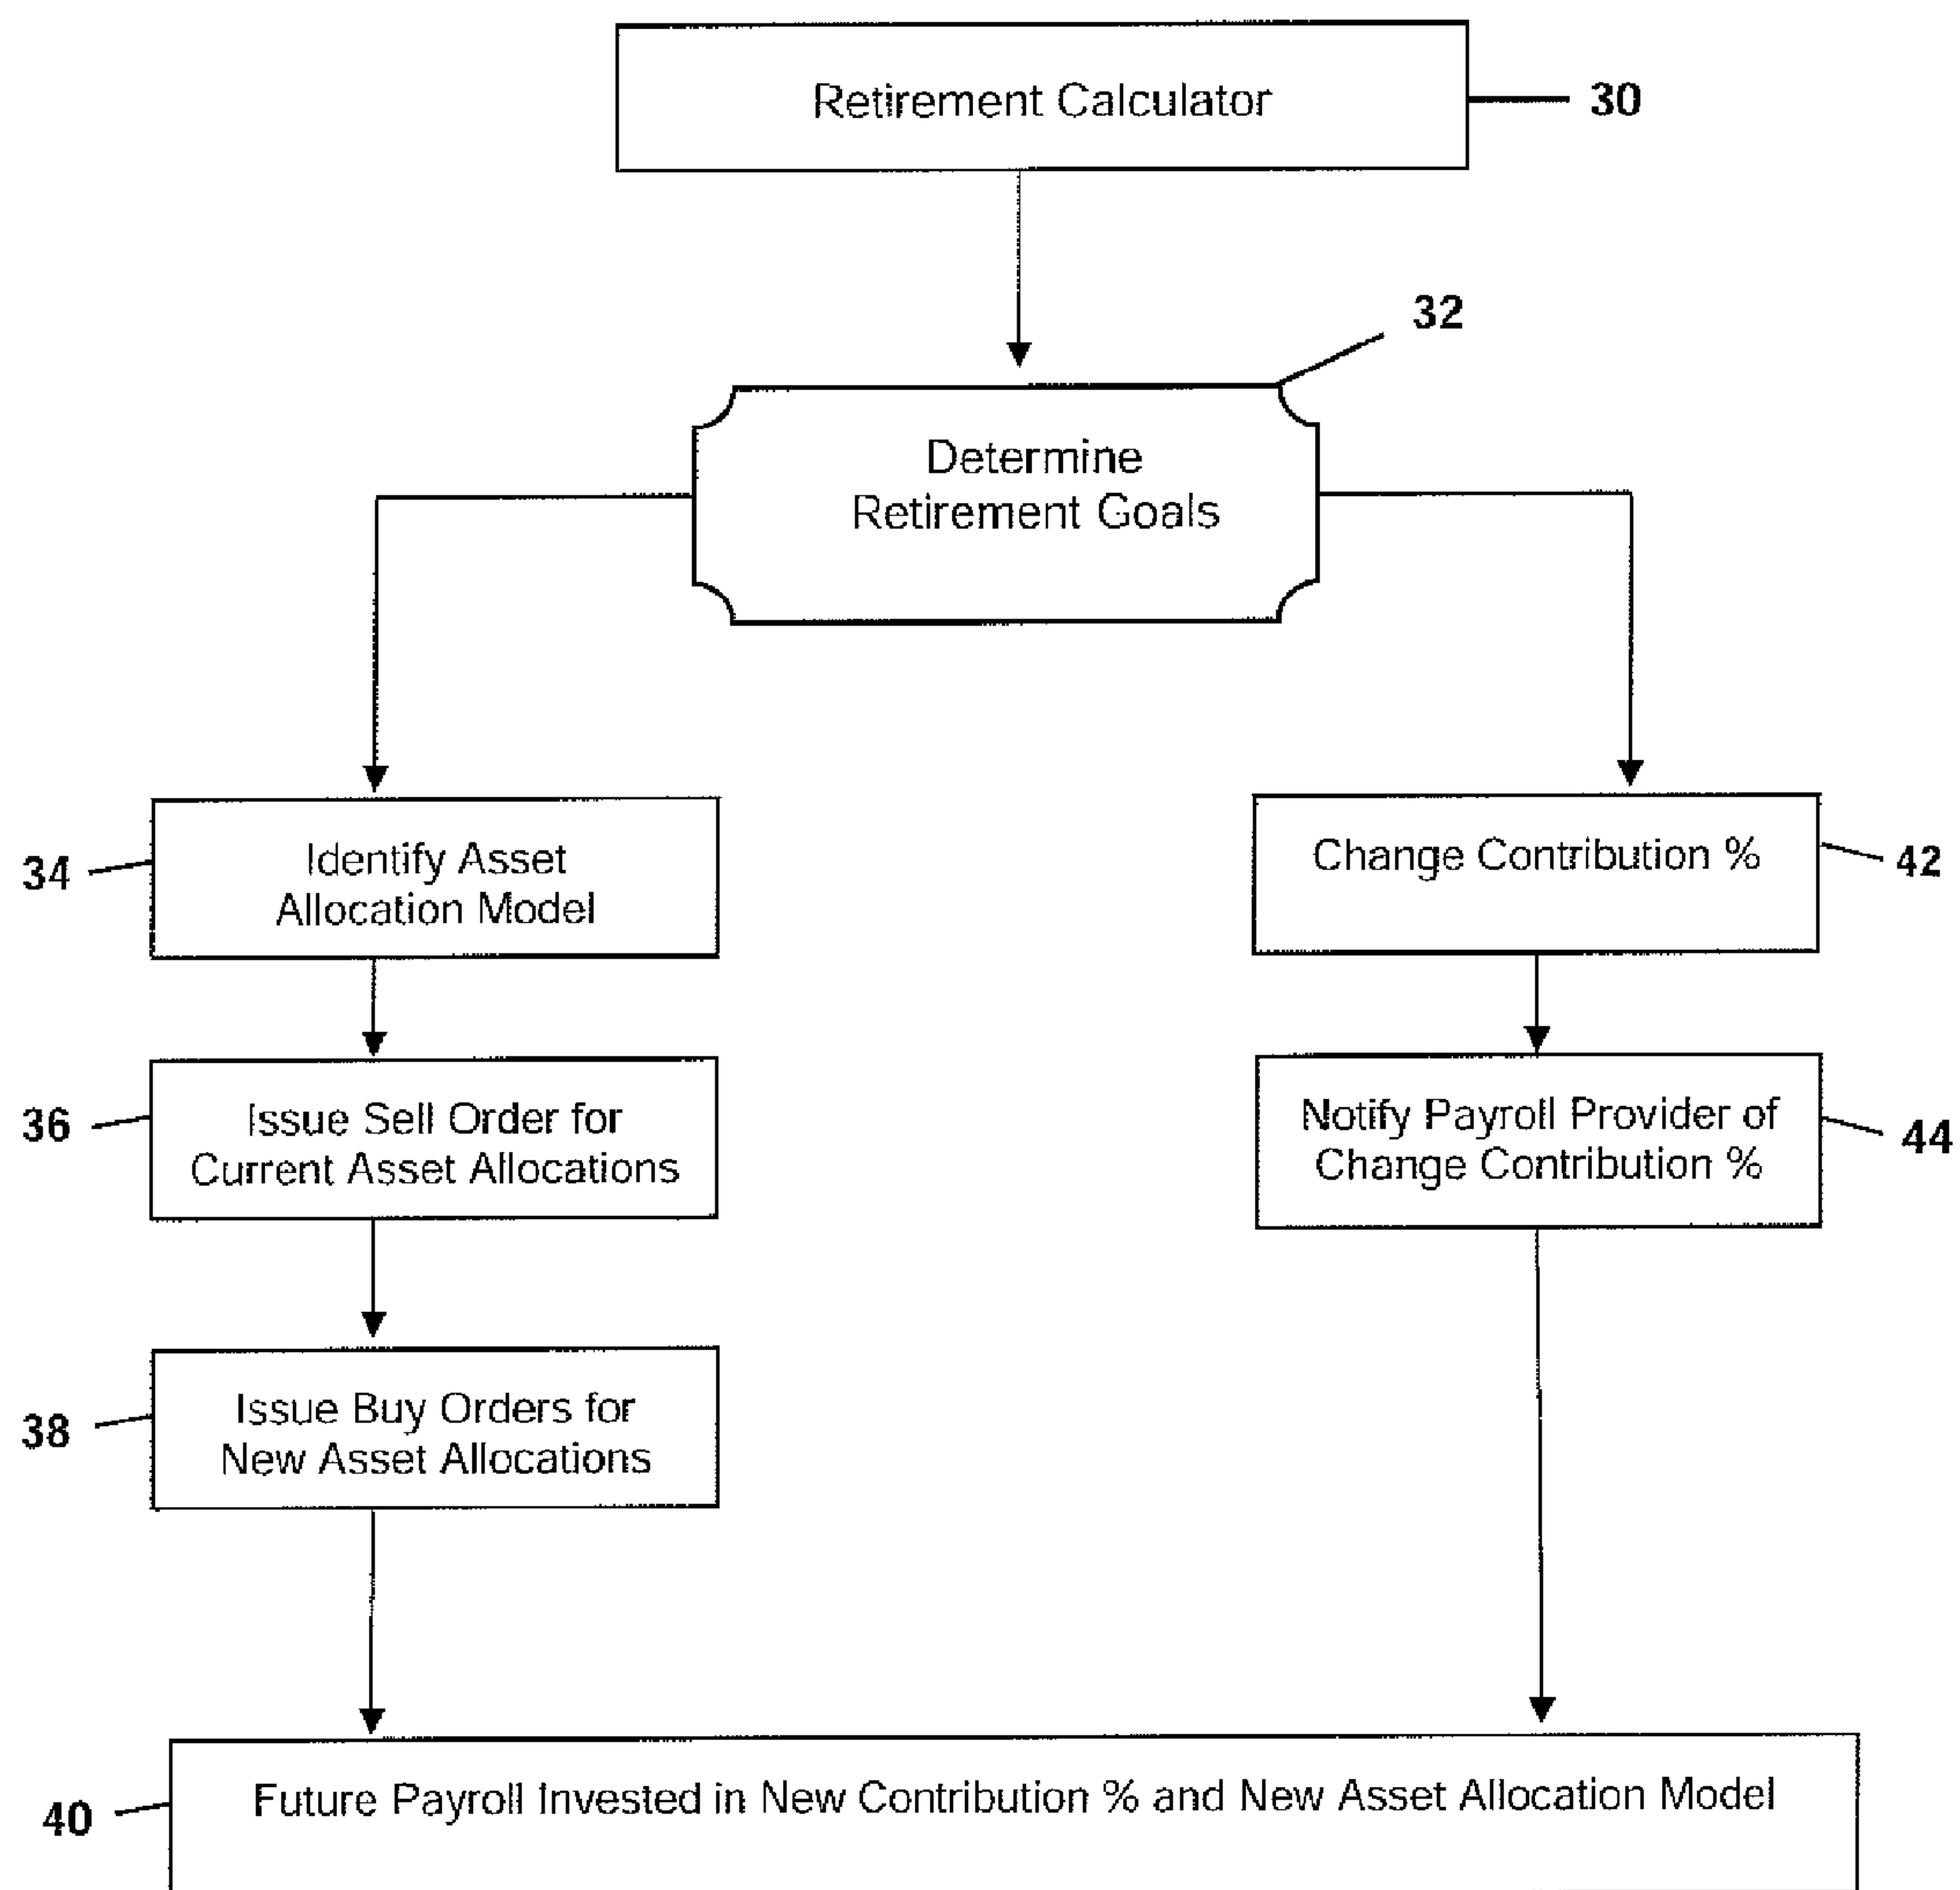 Retirement Calculator
30
32
Determine
Retirement Goals
34
Identify Asset
Allocation Model
Change Contribution %
42
36
Issue Sell Order for
Current Asset Allocations
Notify Payroll Provider of
Change Contribution %
44
38
Issue Buy Orders for
New Asset Allocations
40
Future Payroll Invested in New Contribution % and New Asset Allocation Model